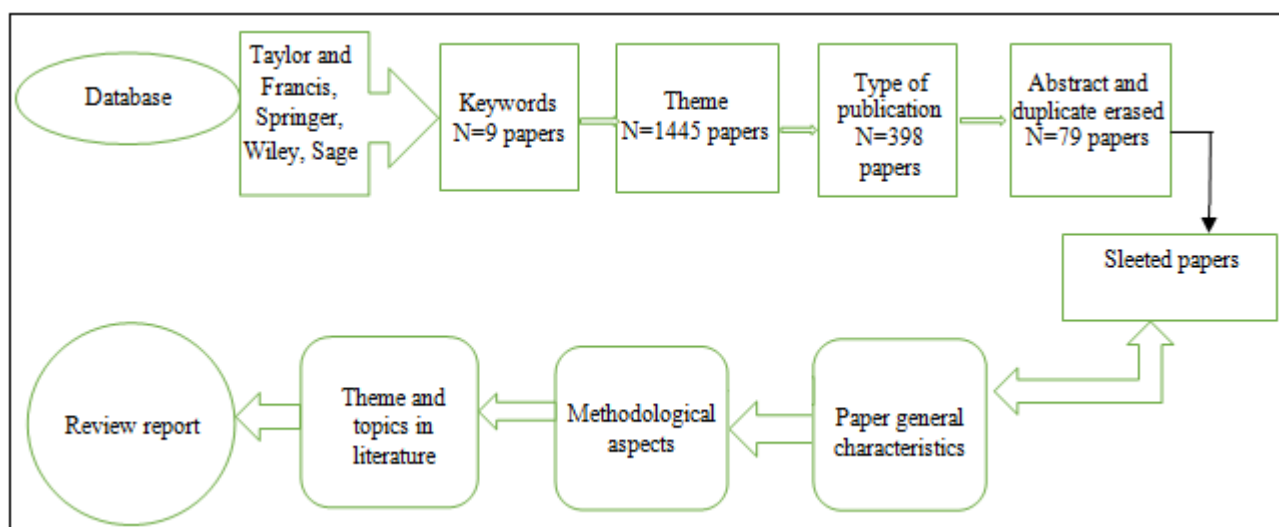 Database
Taylor and
Francis,
Springer,
Wiley, Sage
Keywords
N=9 papers
Theme
N=1445 papers
Type of
publication
N=398
papers
Abstract and
duplicate erased
N=79 papers
Sleeted papers
Review report
Theme and
topics in
literature
Methodological
aspects
Paper general
characteristics